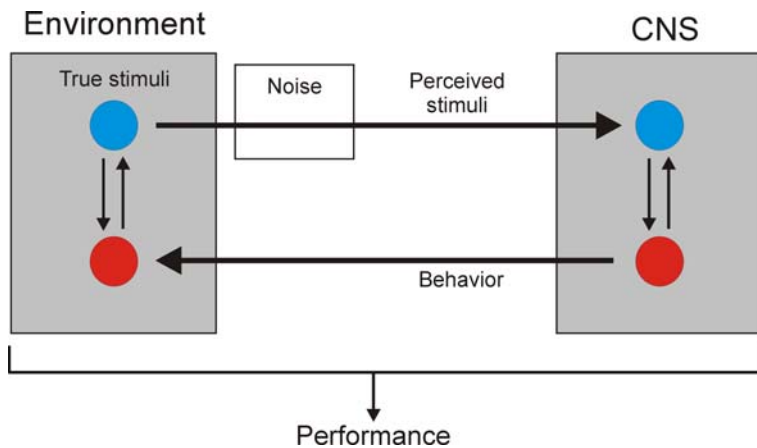 Environment
CNS
True stimuli
Noise
Perceived
stimuli
Behavior
Performance